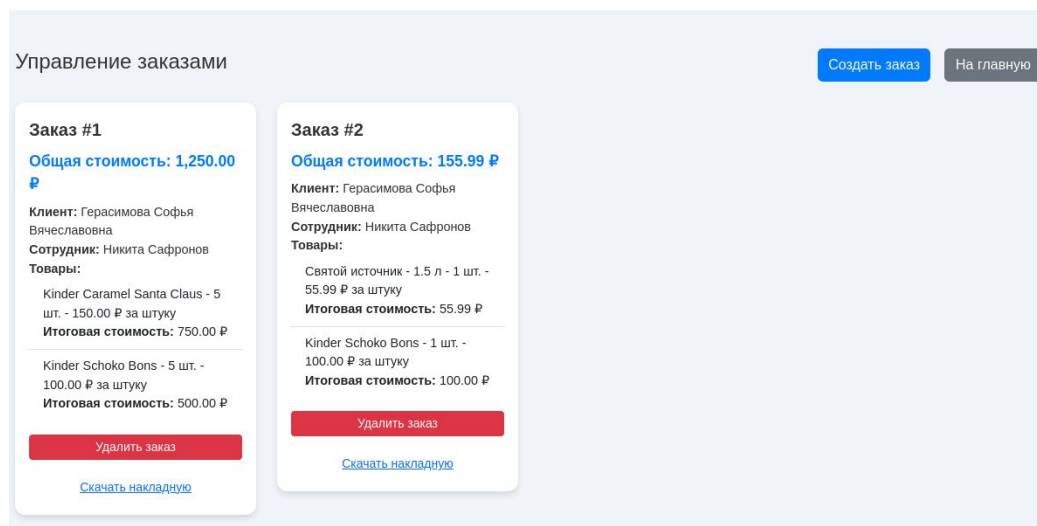 Управление заказами
Создать заказ
На главную
Заказ #1
Общая стоимость: 1,250.00
₽
Клиент: Герасимова Софья
Вячеславовна
Сотрудник: Никита Сафронов
Товары:
Kinder Caramel Santa Claus - 5
шт. - 150.00 ₽ за штуку
Итоговая стоимость: 750.00 ₽
Kinder Schoko Bons - 5 шт. -
100.00 ₽ за штуку
Итоговая стоимость: 500.00 ₽
Удалить заказ
Скачать накладную
Заказ #2
Общая стоимость: 155.99 ₽
Клиент: Герасимова Софья
Вячеславовна
Сотрудник: Никита Сафронов
Товары:
Святой источник - 1.5 л - 1 шт. -
55.99 ₽ за штуку
Итоговая стоимость: 55.99 ₽
Kinder Schoko Bons - 1 шт. -
100.00 ₽ за штуку
Итоговая стоимость: 100.00 ₽
Удалить заказ
Скачать накладную